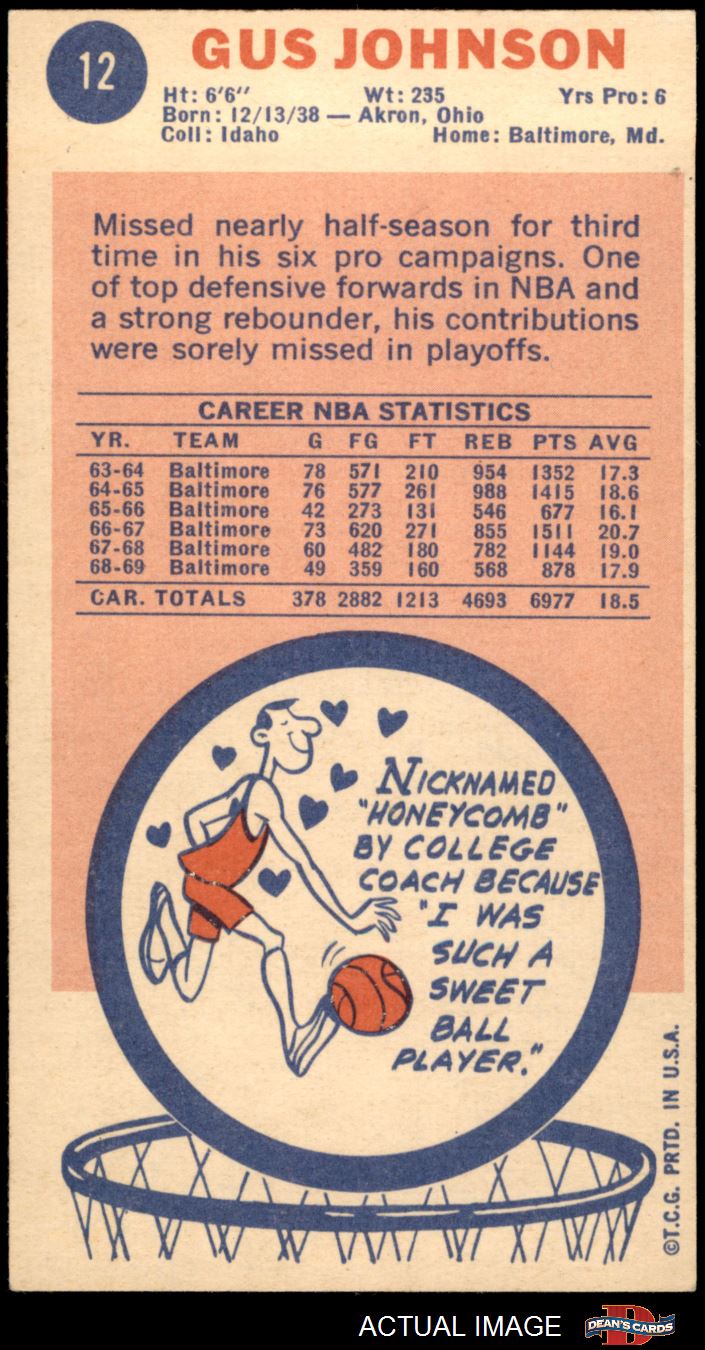 12
GUS JOHNSON
Ht: 6'6" Wt: 235 Yrs Pro: 6
Born: 12/13/38 — Akron, Ohio
Coll: Idaho Home: Baltimore, Md.
Missed nearly half-season for third
time in his six pro campaigns. One
of top defensive forwards in NBA and
a strong rebounder, his contributions
were sorely missed in playoffs.
CAREER NBA STATISTICS
YR. TEAM G FG FT REB PTS AVG
63-64 Baltimore 78 571 210 954 1352 17.3
64-65 Baltimore 76 577 261 988 1415 18.6
65-66 Baltimore 42 273 131 546 677 16.1
66-67 Baltimore 73 620 271 855 1511 20.7
67-68 Baltimore 60 482 180 782 1144 19.0
68-69 Baltimore 49 359 160 568 878 17.9
CAR. TOTALS 378 2882 1213 4693 6977 18.5
NICKNAMED
"HONEYCOMB"
BY COLLEGE
COACH BECAUSE
"I WAS
SUCH A
SWEET
BALL
PLAYER."
©T.C.G. PRTD. IN U.S.A.
ACTUAL IMAGE
D
DEAN'S CARDS